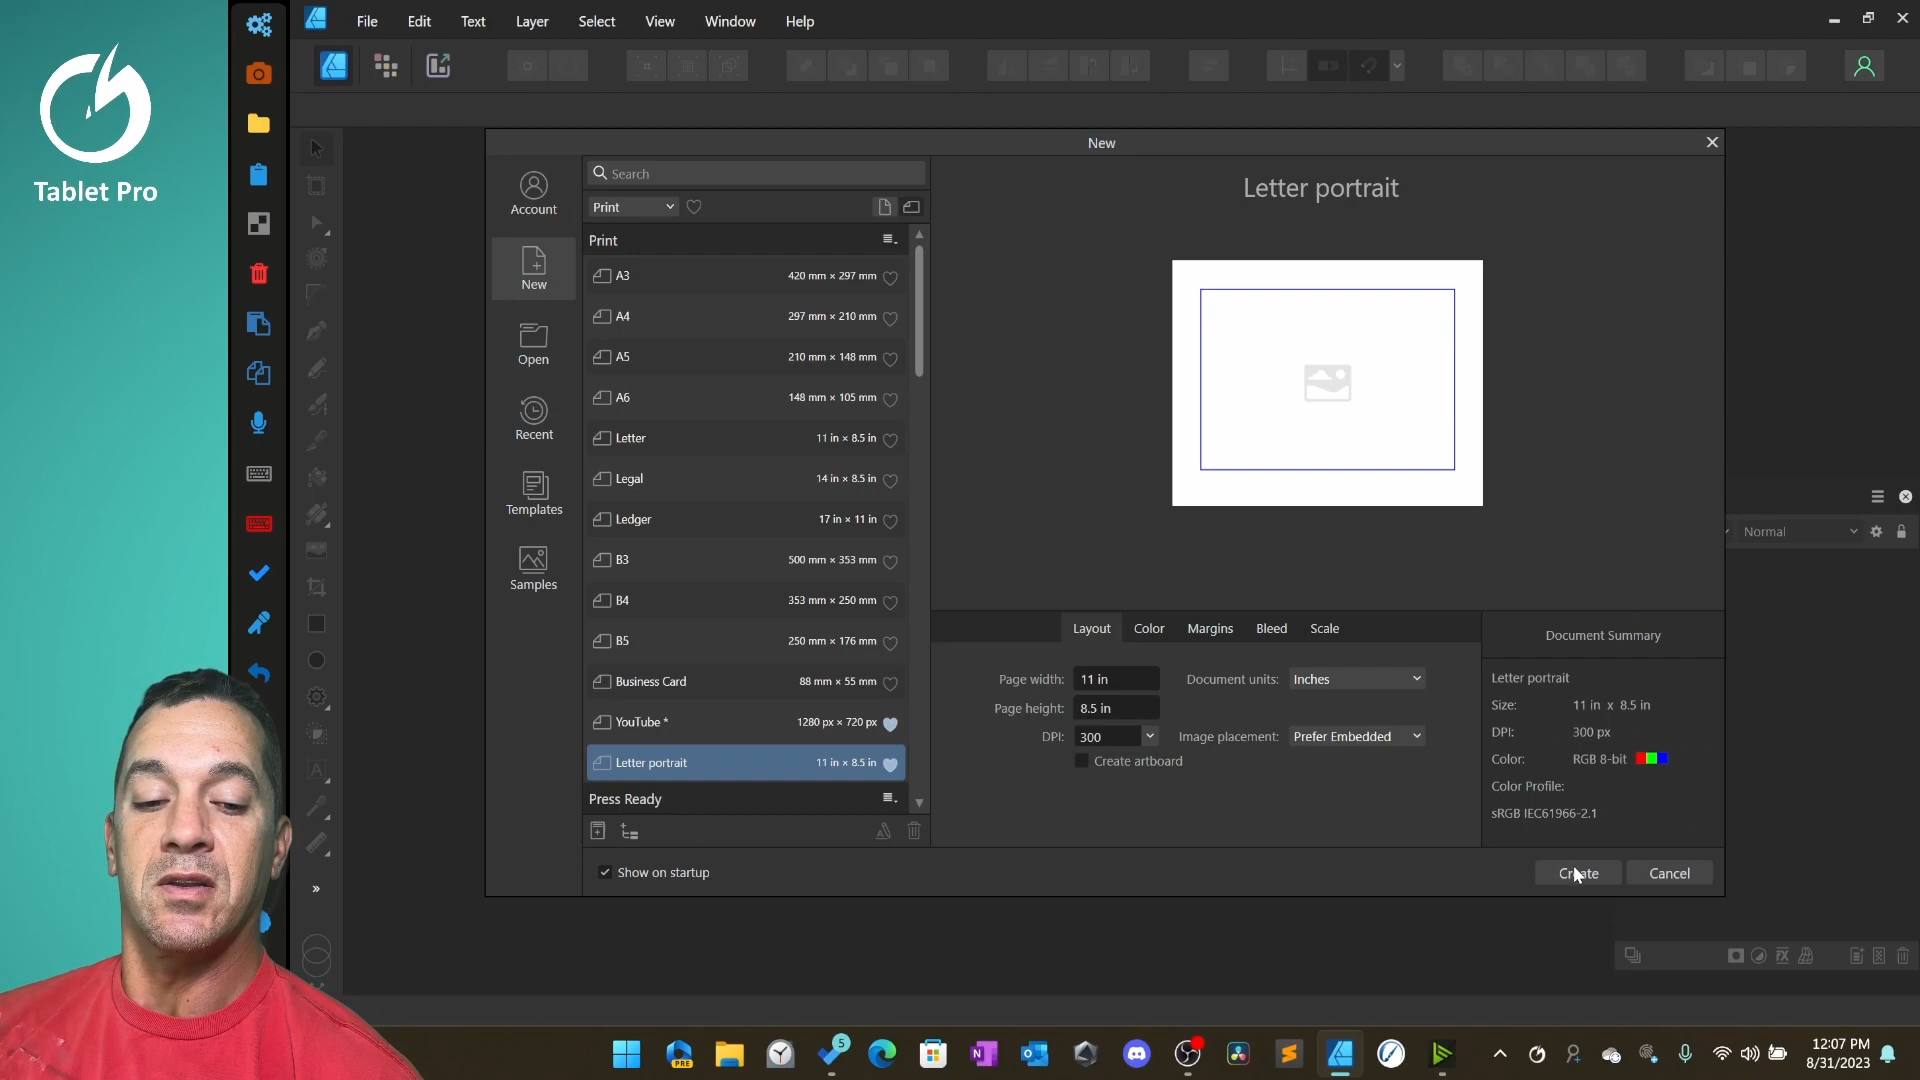 Tablet Pro
File Edit Text Layer Select View Window Help
New
Account
New
Open
Recent
Templates
Samples
Search
Print
Print
A3 420 mm × 297 mm
A4 297 mm × 210 mm
A5 210 mm × 148 mm
A6 148 mm × 105 mm
Letter 11 in × 8.5 in
Legal 14 in × 8.5 in
Ledger 17 in × 11 in
B3 500 mm × 353 mm
B4 353 mm × 250 mm
B5 250 mm × 176 mm
Business Card 88 mm × 55 mm
YouTube * 1280 px × 720 px
Letter portrait 11 in × 8.5 in
Press Ready
Show on startup
Letter portrait
Layout Color Margins Bleed Scale
Page width: 11 in Document units: Inches
Page height: 8.5 in
DPI: 300 Image placement: Prefer Embedded
Create artboard
Document Summary
Letter portrait
Size: 11 in x 8.5 in
DPI: 300 px
Color: RGB 8-bit
Color Profile:
sRGB IEC61966-2.1
Create Cancel
Normal
FX
PRE
5
N
12:07 PM
8/31/2023